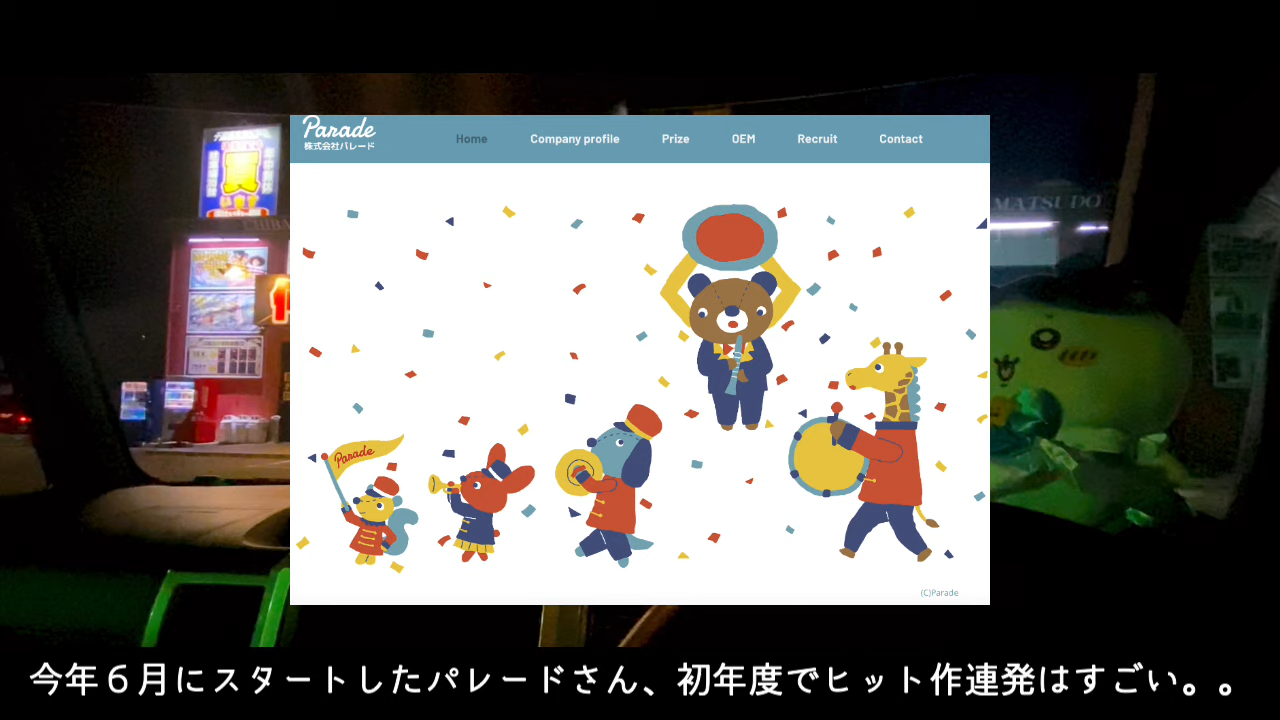 Parade
株式会社パレード
Home Company profile Prize OEM Recruit Contact
買
CHIBA
MATSUDO
Parade
(C)Parade
今年６月にスタートしたパレードさん、初年度でヒット作連発はすごい。。